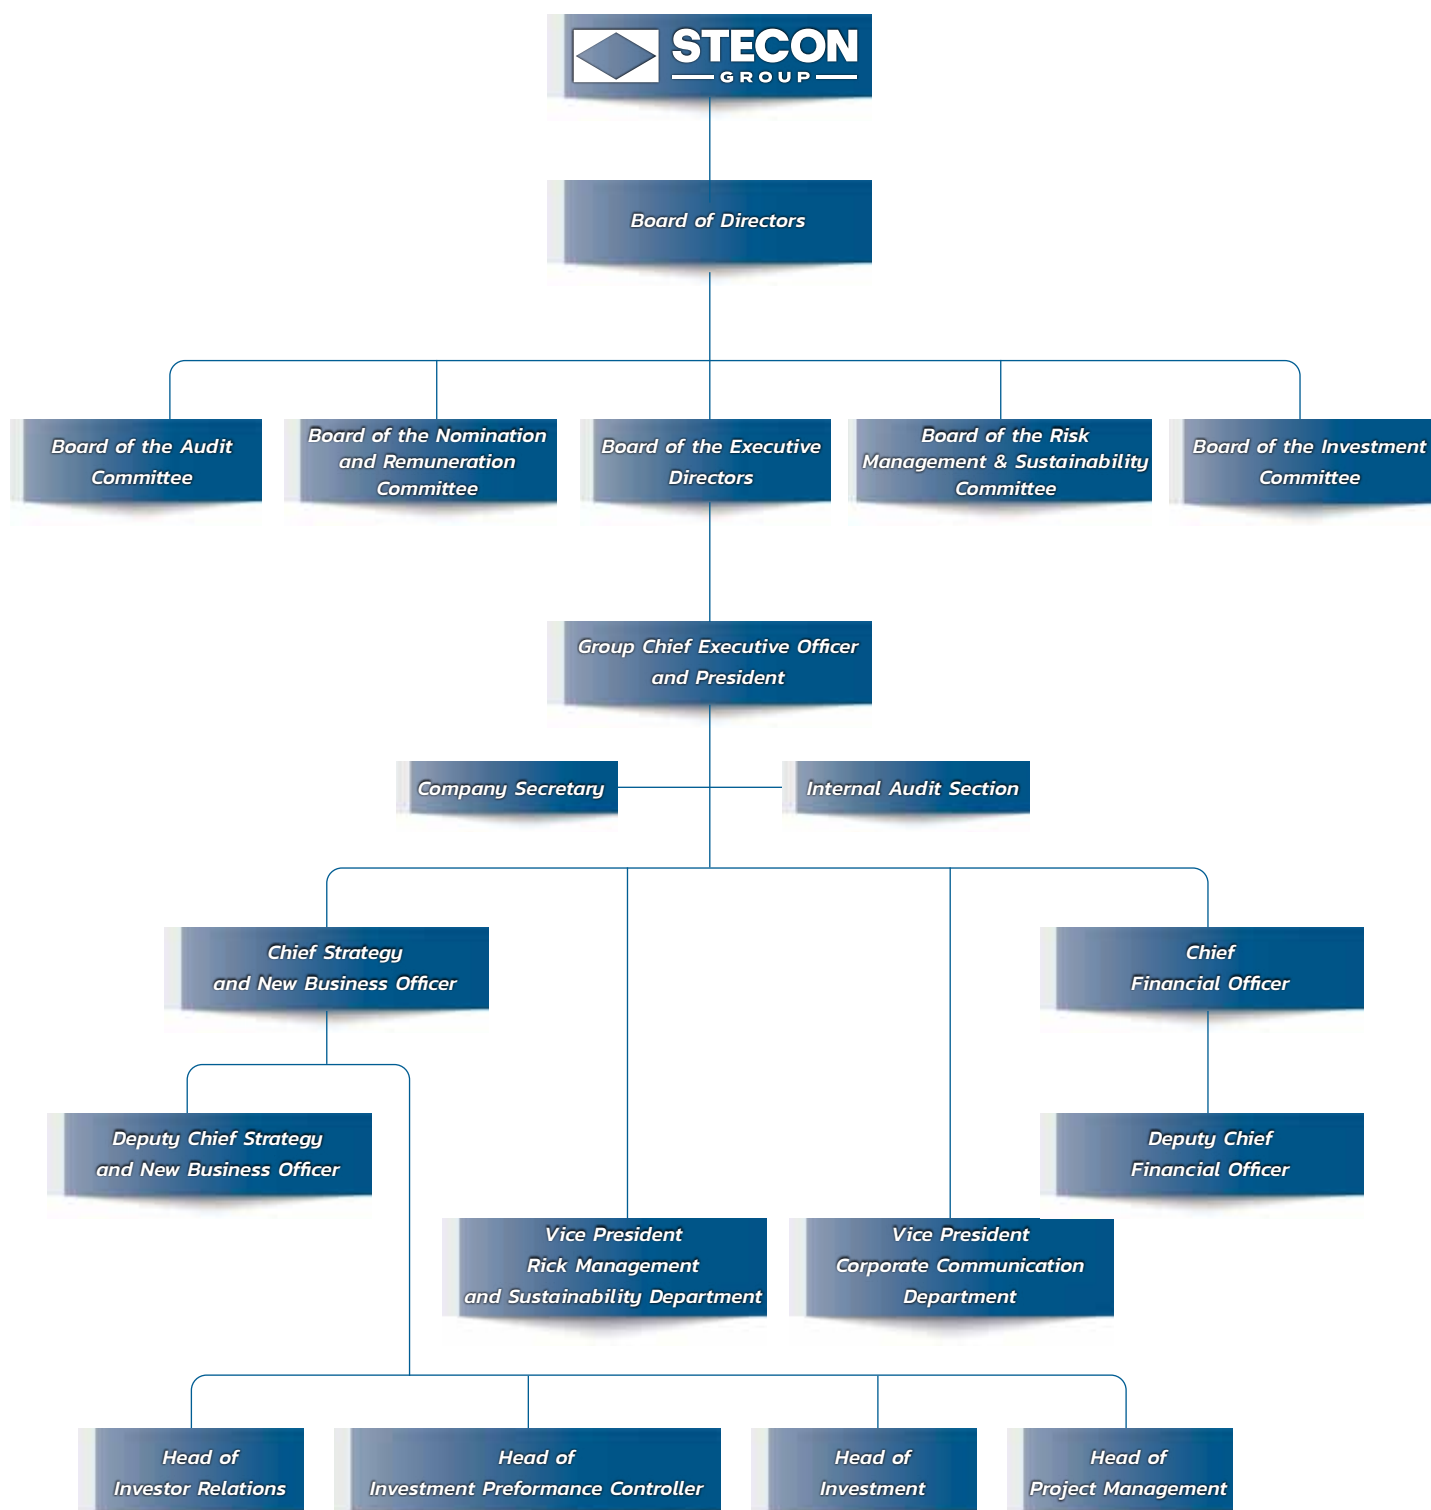 STECON
GROUP
Board of Directors
Board of the Audit
Committee
Board of the Nomination
and Remuneration
Committee
Board of the Executive
Directors
Board of the Risk
Management & Sustainability
Committee
Board of the Investment
Committee
Group Chief Executive Officer
and President
Company Secretary
Internal Audit Section
Chief Strategy
and New Business Officer
Chief
Financial Officer
Deputy Chief Strategy
and New Business Officer
Deputy Chief
Financial Officer
Vice President
Rick Management
and Sustainability Department
Vice President
Corporate Communication
Department
Head of
Investor Relations
Head of
Investment Preformance Controller
Head of
Investment
Head of
Project Management